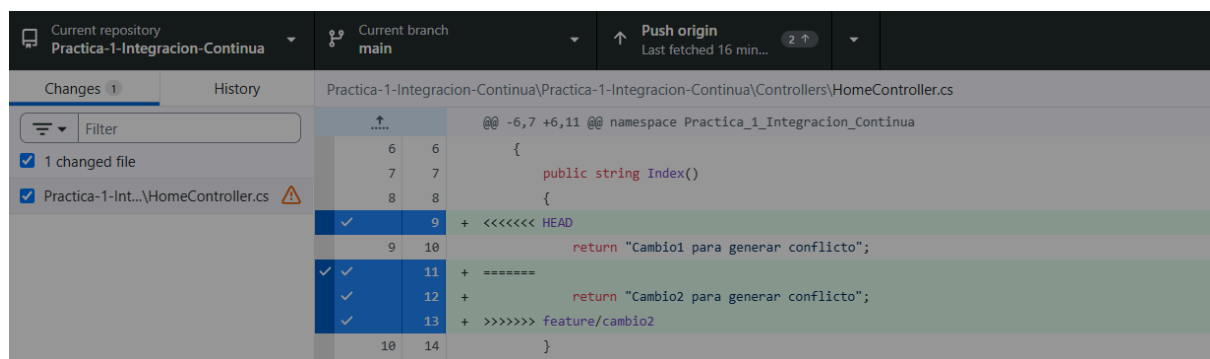 Current repository
Practica-1-Integracion-Continua
Current branch
main
Push origin
Last fetched 16 min...
2
Changes 1
History
Practica-1-Integracion-Continua\Practica-1-Integracion-Continua\Controllers\HomeController.cs
Filter
1 changed file
Practica-1-Int...\HomeController.cs
@@ -6,7 +6,11 @@ namespace Practica_1_Integracion_Continua
6 6 {
7 7 public string Index()
8 8 {
9 + <<<<<<< HEAD
9 10 return "Cambio1 para generar conflicto";
11 + =======
12 + return "Cambio2 para generar conflicto";
13 + >>>>>>> feature/cambio2
10 14 }